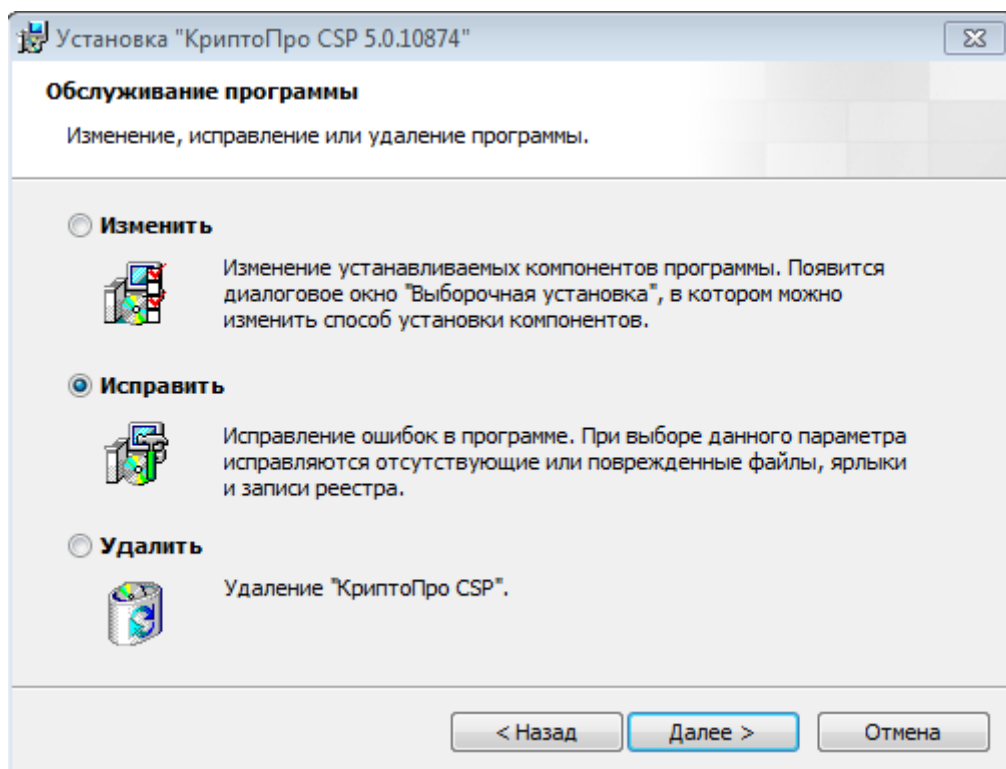 Установка "КриптоПро CSP 5.0.10874"
Обслуживание программы
Изменение, исправление или удаление программы.
Изменить
Изменение устанавливаемых компонентов программы. Появится
диалоговое окно "Выборочная установка", в котором можно
изменить способ установки компонентов.
Исправить
Исправление ошибок в программе. При выборе данного параметра
исправляются отсутствующие или поврежденные файлы, ярлыки
и записи реестра.
Удалить
Удаление "КриптоПро CSP".
< Назад Далее > Отмена